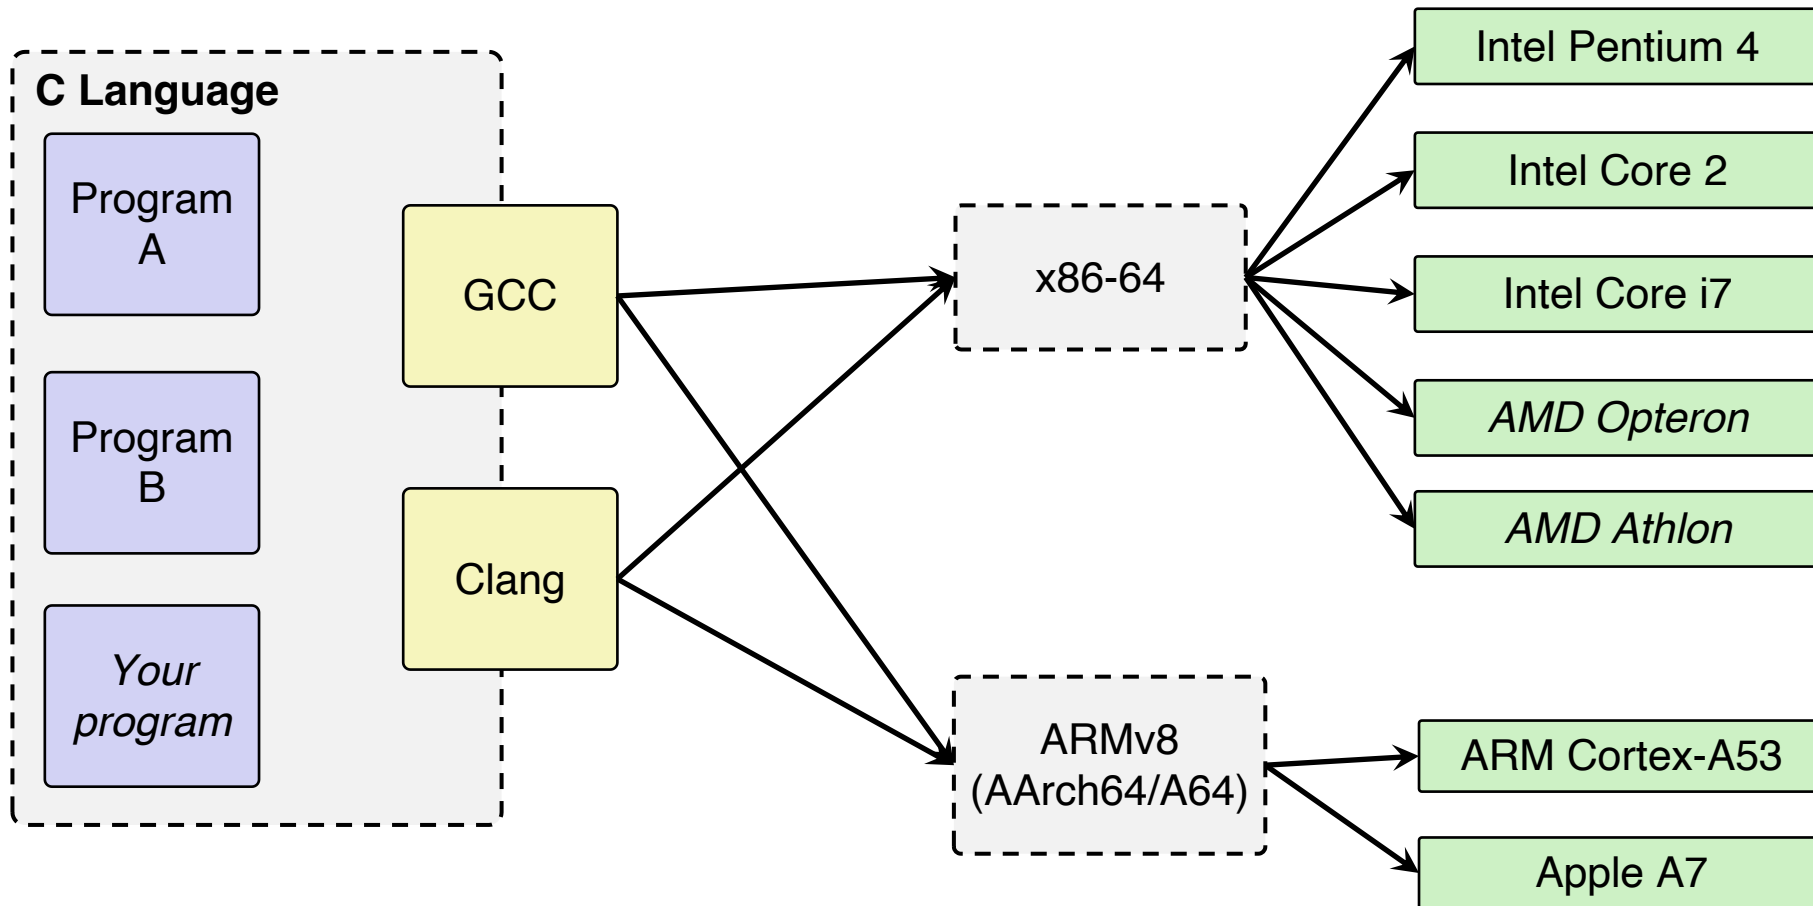 C Language
Program
A
Program
B
Your
program
GCC
Clang
x86-64
ARMv8
(AArch64/A64)
Intel Pentium 4
Intel Core 2
Intel Core i7
AMD Opteron
AMD Athlon
ARM Cortex-A53
Apple A7